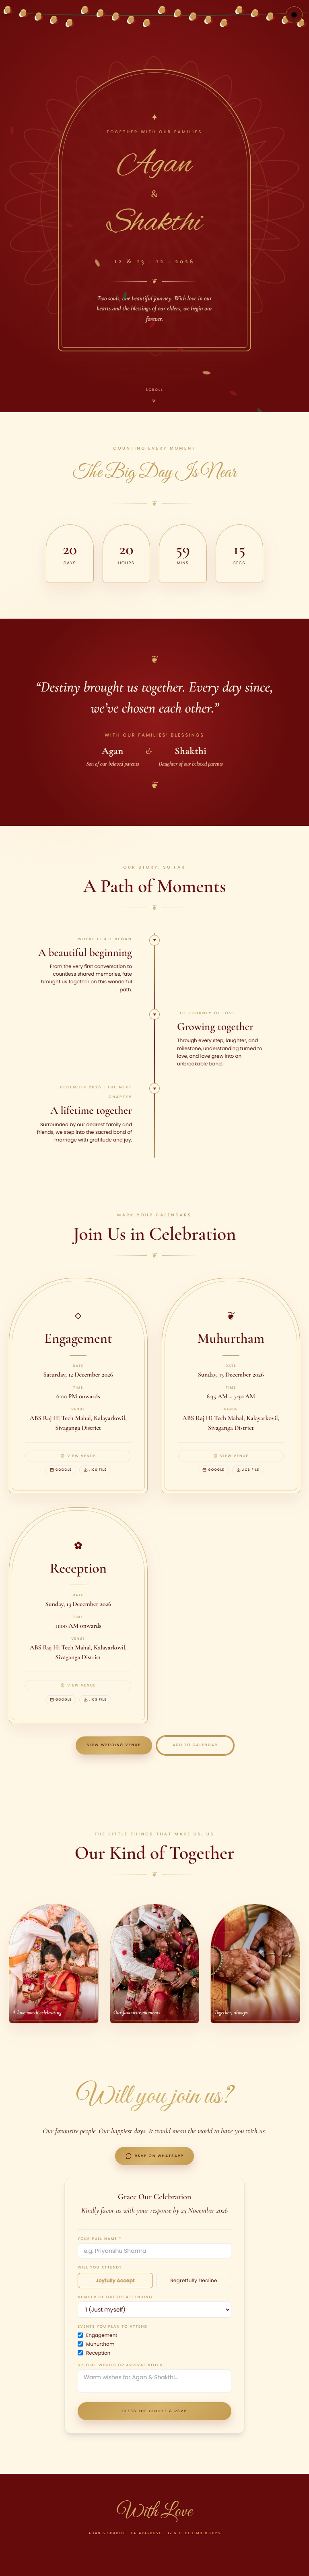 TOGETHER WITH OUR FAMILIES
Agan
&
Shakthi
12 & 13 · 12 · 2026
Two souls, one beautiful journey. With love in our
hearts and the blessings of our elders, we begin our
forever.
SCROLL
COUNTING EVERY MOMENT
The Big Day Is Near
20
DAYS
20
HOURS
59
MINS
15
SECS
“Destiny brought us together. Every day since,
we’ve chosen each other.”
WITH OUR FAMILIES’ BLESSINGS
Agan & Shakthi
Son of our beloved parents
Daughter of our beloved parents
OUR STORY, SO FAR
A Path of Moments
WHERE IT ALL BEGAN
A beautiful beginning
From the very first conversation to
countless shared memories, fate
brought us together on this wonderful
path.
THE JOURNEY OF LOVE
Growing together
Through every step, laughter, and
milestone, understanding turned to
love, and love grew into an
unbreakable bond.
DECEMBER 2026 · THE NEXT
CHAPTER
A lifetime together
Surrounded by our dearest family and
friends, we step into the sacred bond of
marriage with gratitude and joy.
MARK YOUR CALENDARS
Join Us in Celebration
Engagement
DATE
Saturday, 12 December 2026
TIME
6:00 PM onwards
VENUE
ABS Raj Hi Tech Mahal, Kalayarkovil,
Sivaganga District
VIEW VENUE
GOOGLE
.ICS FILE
Muhurtham
DATE
Sunday, 13 December 2026
TIME
6:35 AM – 7:30 AM
VENUE
ABS Raj Hi Tech Mahal, Kalayarkovil,
Sivaganga District
VIEW VENUE
GOOGLE
.ICS FILE
Reception
DATE
Sunday, 13 December 2026
TIME
11:00 AM onwards
VENUE
ABS Raj Hi Tech Mahal, Kalayarkovil,
Sivaganga District
VIEW VENUE
GOOGLE
.ICS FILE
VIEW WEDDING VENUE
ADD TO CALENDAR
THE LITTLE THINGS THAT MAKE US, US
Our Kind of Together
A love worth celebrating
Our favourite moments
Together, always
Will you join us?
Our favourite people. Our happiest days. It would mean the world to have you with us.
RSVP ON WHATSAPP
Grace Our Celebration
Kindly favor us with your response by 25 November 2026
YOUR FULL NAME *
e.g. Priyanshu Sharma
WILL YOU ATTEND?
Joyfully Accept
Regretfully Decline
NUMBER OF GUESTS ATTENDING
1 (Just myself)
EVENTS YOU PLAN TO ATTEND
Engagement
Muhurtham
Reception
SPECIAL WISHES OR ARRIVAL NOTES
Warm wishes for Agan & Shakthi...
BLESS THE COUPLE & RSVP
With Love
AGAN & SHAKTHI · KALAYARKOVIL · 12 & 13 DECEMBER 2026